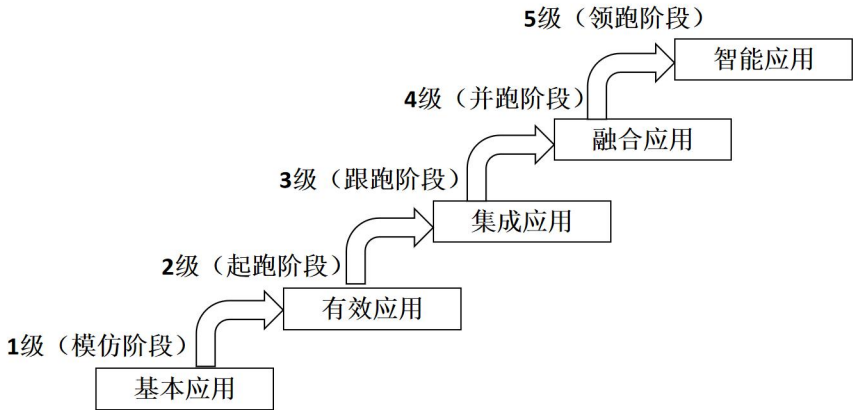 5级（领跑阶段）
智能应用
4级（并跑阶段）
融合应用
3级（跟跑阶段）
集成应用
2级（起跑阶段）
有效应用
1级（模仿阶段）
基本应用